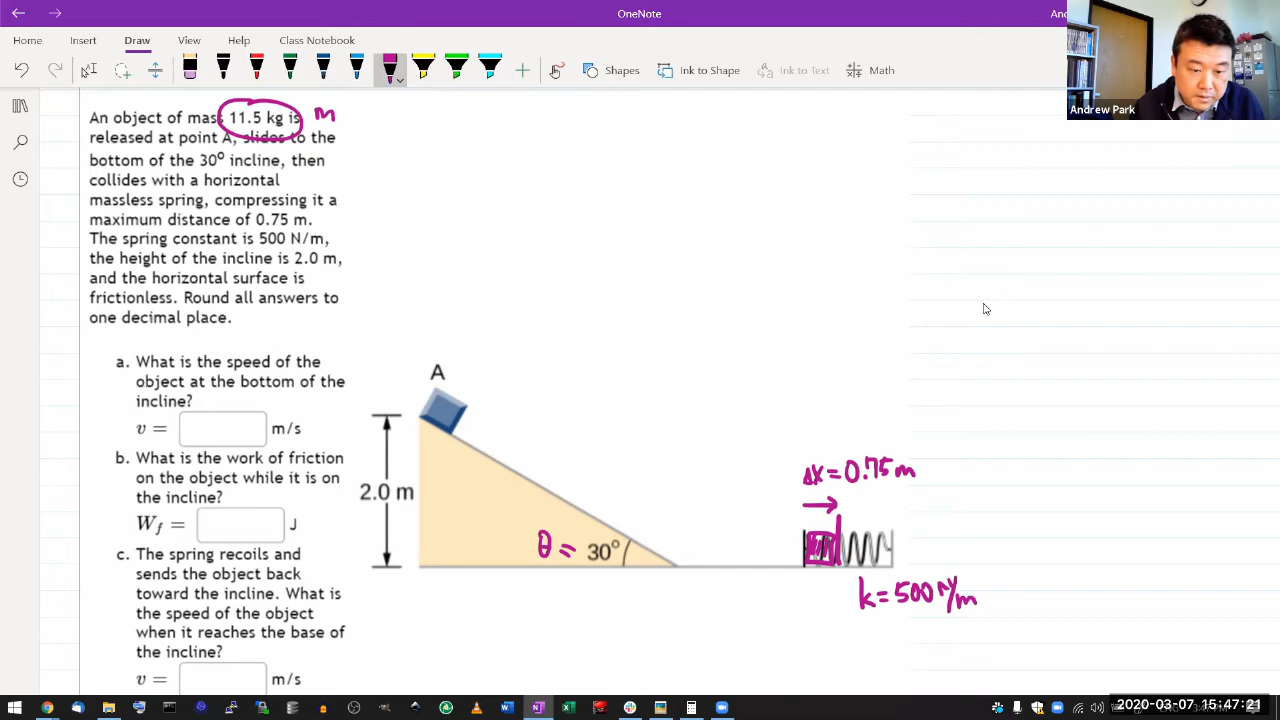 OneNote
An
Home Insert Draw View Help Class Notebook
Shapes Ink to Shape Ink to Text Math
Andrew Park
An object of mass 11.5 kg is m
released at point A, slides to the
bottom of the 30° incline, then
collides with a horizontal
massless spring, compressing it a
maximum distance of 0.75 m.
The spring constant is 500 N/m,
the height of the incline is 2.0 m,
and the horizontal surface is
frictionless. Round all answers to
one decimal place.
a. What is the speed of the
object at the bottom of the
incline?
v = m/s
b. What is the work of friction
on the object while it is on
the incline?
Wf = J
c. The spring recoils and
sends the object back
toward the incline. What is
the speed of the object
when it reaches the base of
the incline?
v = m/s
A
2.0 m
θ = 30°
Δx = 0.75 m
k = 500 N/m
2020-03-07 15:47:21